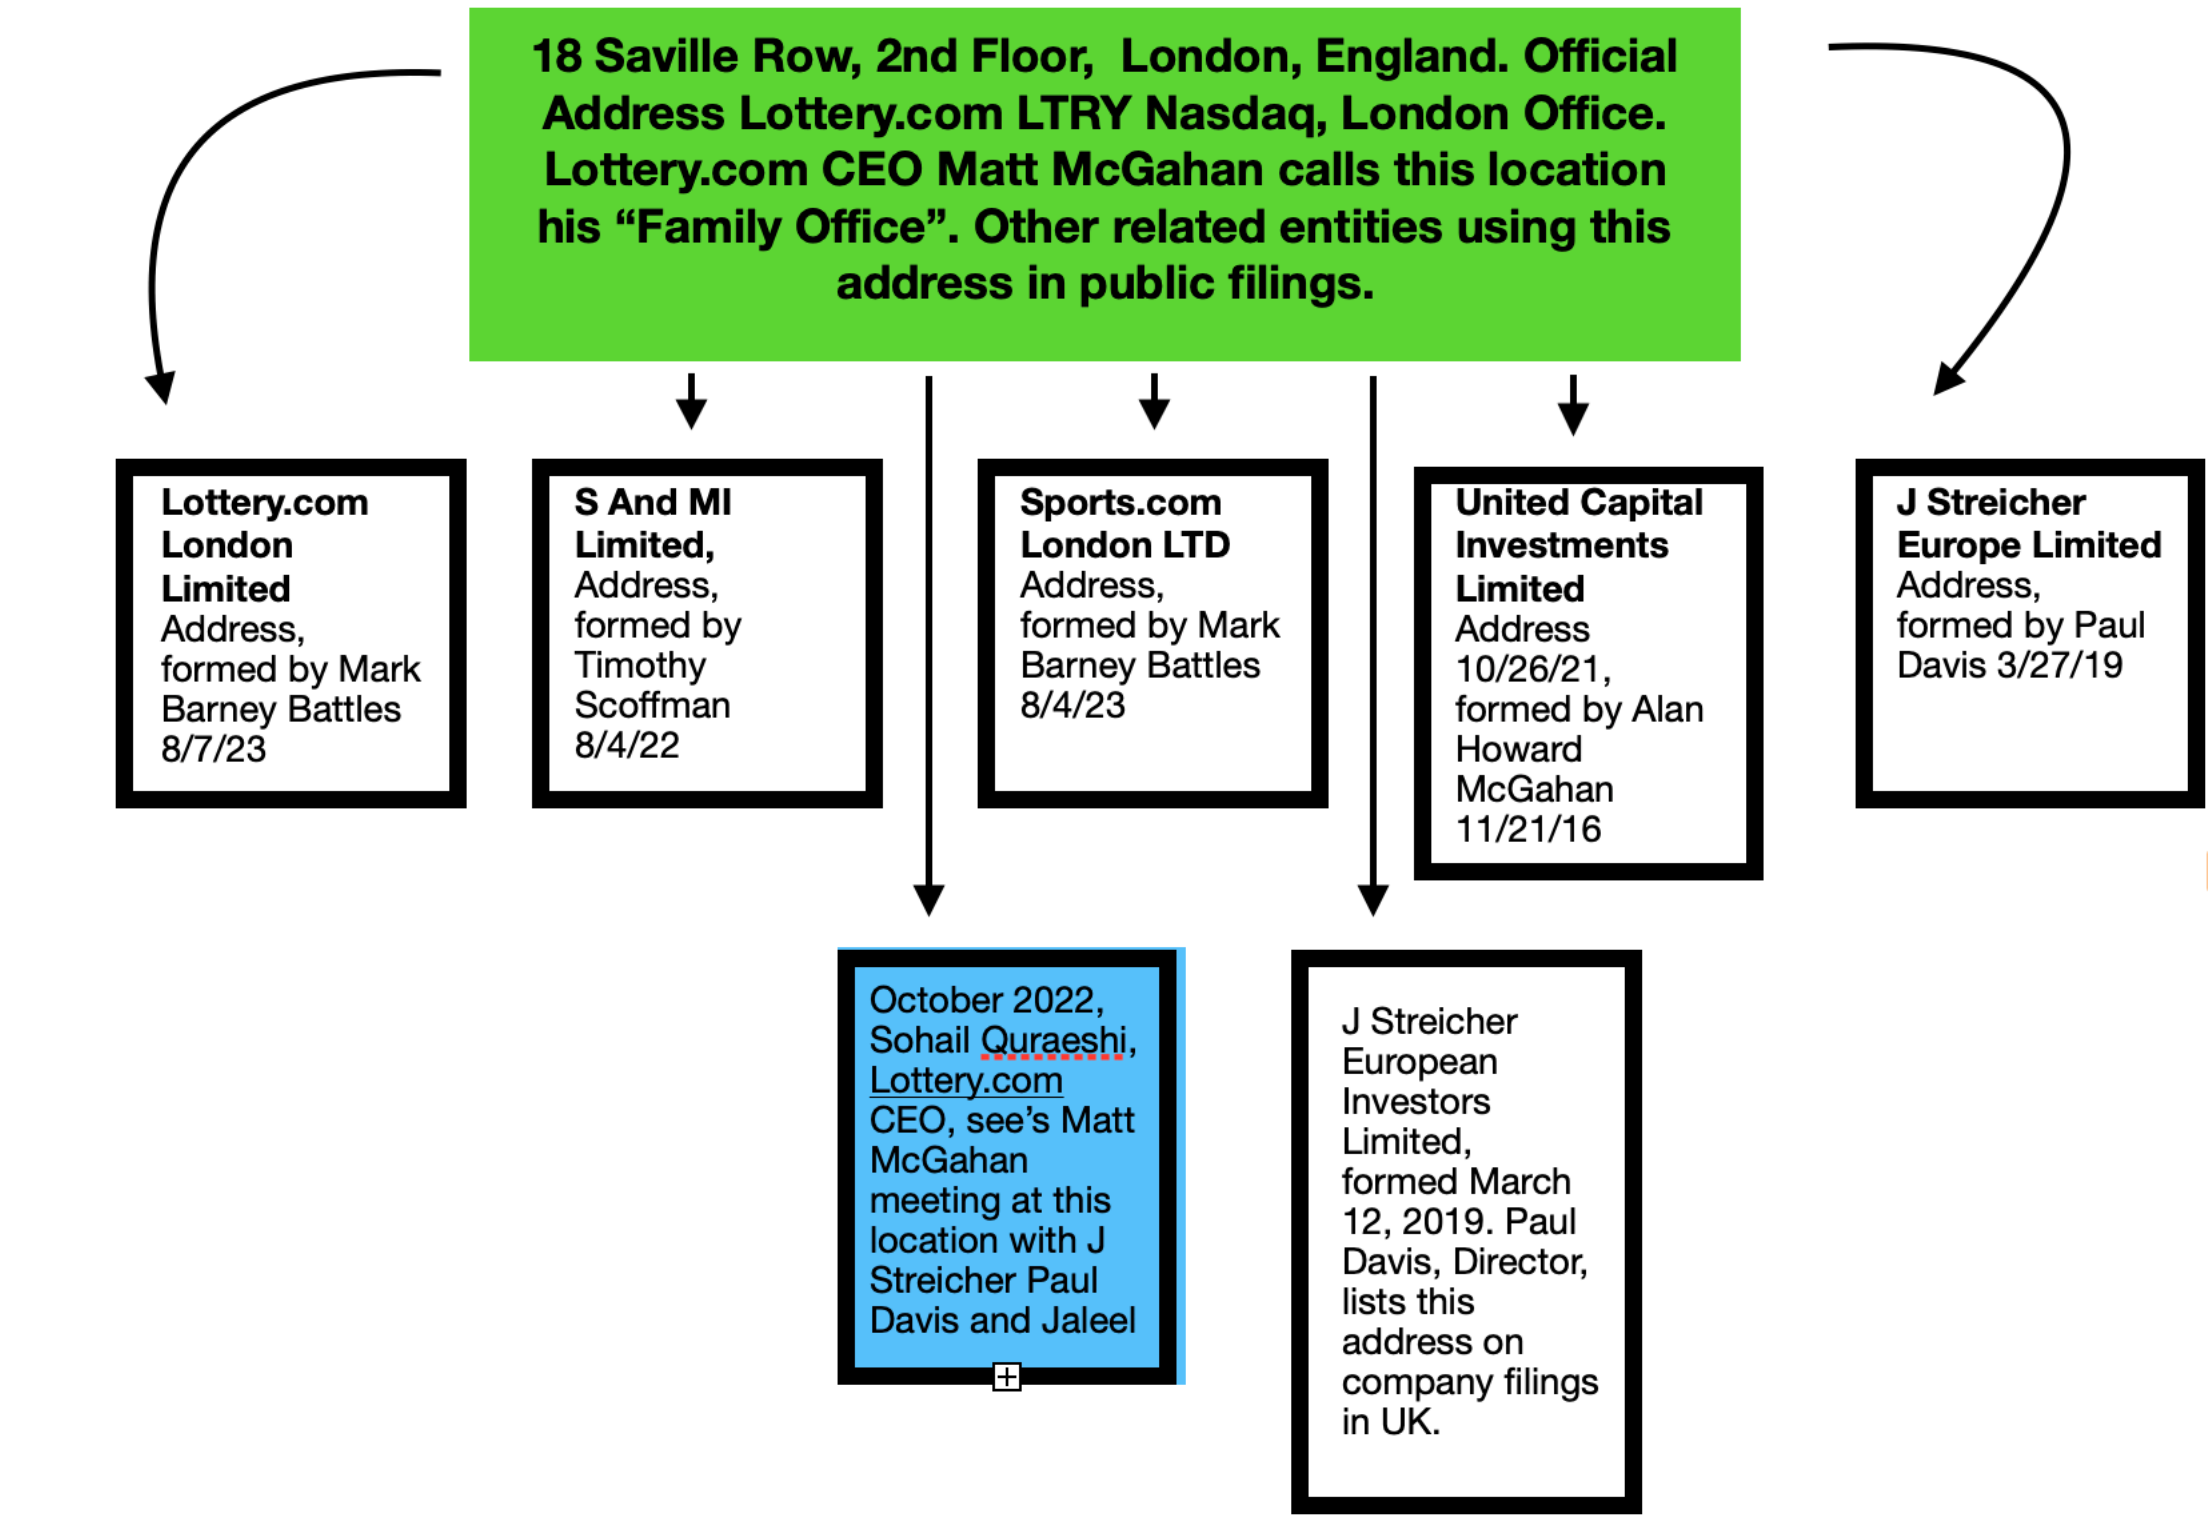 18 Saville Row, 2nd Floor,  London, England. Official
Address Lottery.com LTRY Nasdaq, London Office.
Lottery.com CEO Matt McGahan calls this location
his “Family Office”. Other related entities using this
address in public filings.
Lottery.com
London
Limited
Address,
formed by Mark
Barney Battles
8/7/23
S And MI
Limited,
Address,
formed by
Timothy
Scoffman
8/4/22
Sports.com
London LTD
Address,
formed by Mark
Barney Battles
8/4/23
United Capital
Investments
Limited
Address
10/26/21,
formed by Alan
Howard
McGahan
11/21/16
J Streicher
Europe Limited
Address,
formed by Paul
Davis 3/27/19
October 2022,
Sohail Quraeshi,
Lottery.com
CEO, see’s Matt
McGahan
meeting at this
location with J
Streicher Paul
Davis and Jaleel
J Streicher
European
Investors
Limited,
formed March
12, 2019. Paul
Davis, Director,
lists this
address on
company filings
in UK.